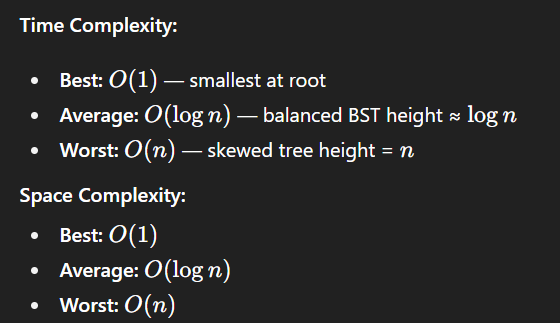 Time Complexity:
• Best: O(1) — smallest at root
• Average: O(log n) — balanced BST height ≈ log n
• Worst: O(n) — skewed tree height = n
Space Complexity:
• Best: O(1)
• Average: O(log n)
• Worst: O(n)